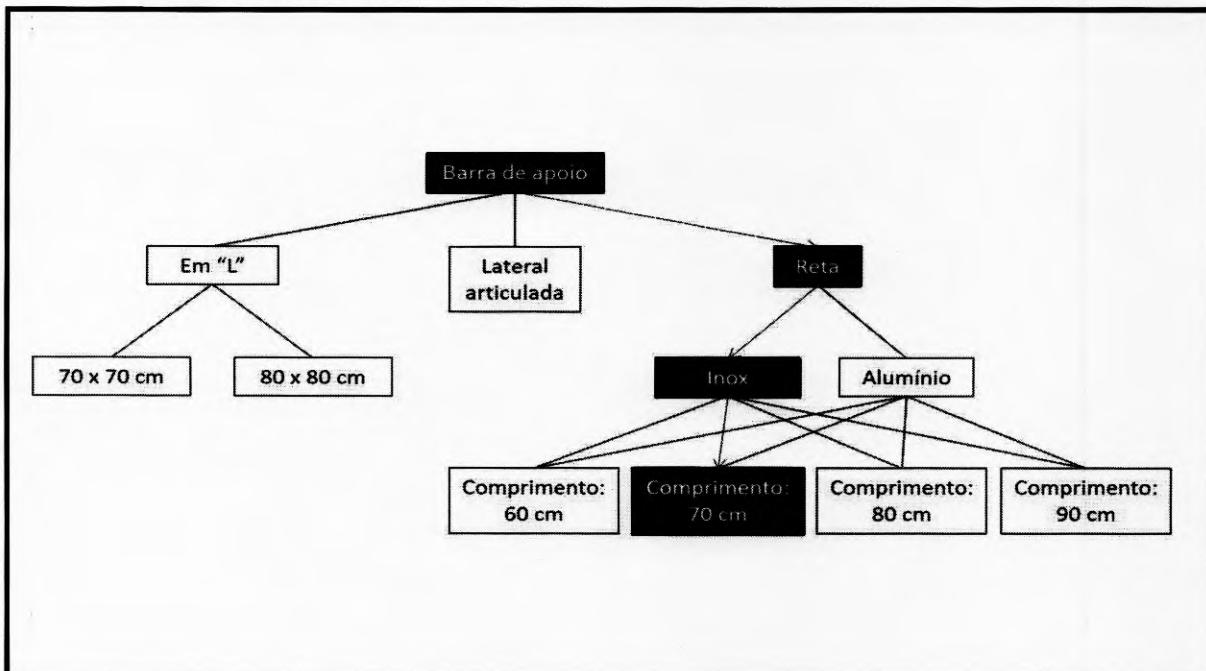 Barra de apoio
Em “L”
Lateral
articulada
Reta
70 x 70 cm
80 x 80 cm
Inox
Alumínio
Comprimento:
60 cm
Comprimento:
70 cm
Comprimento:
80 cm
Comprimento:
90 cm